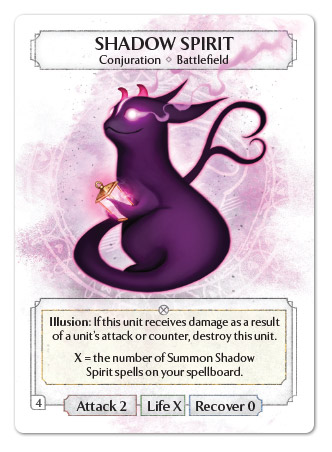 SHADOW SPIRIT
Conjuration ⬦ Battlefield
Illusion: If this unit receives damage as a result
of a unit's attack or counter, destroy this unit.
X = the number of Summon Shadow
Spirit spells on your spellboard.
4
Attack 2 Life X Recover 0